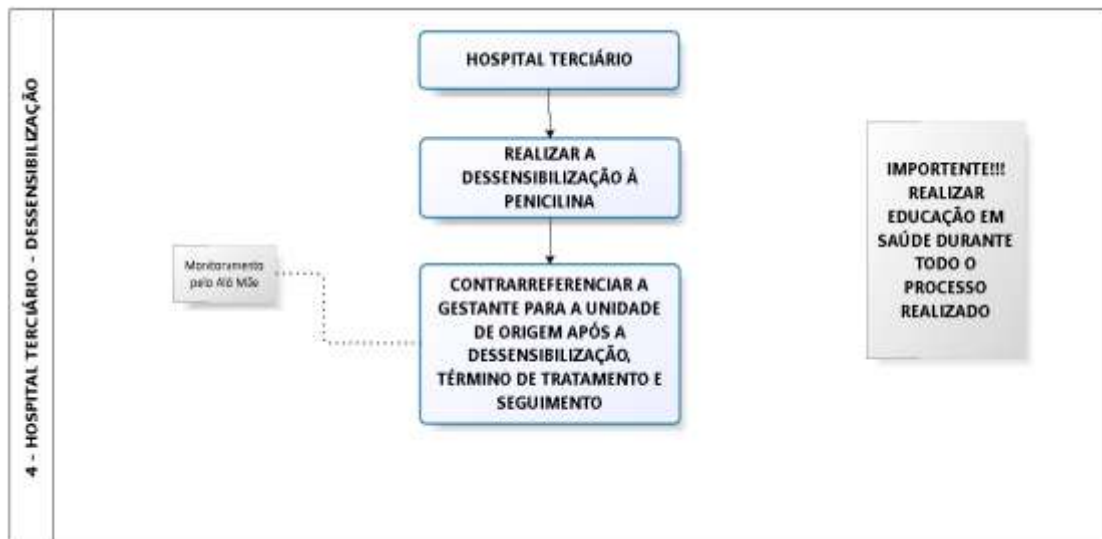 4 - HOSPITAL TERCIÁRIO - DESSENSIBILIZAÇÃO
HOSPITAL TERCIÁRIO
REALIZAR A
DESSENSIBILIZAÇÃO À
PENICILINA
IMPORTENTE!!!
REALIZAR
EDUCAÇÃO EM
SAÚDE DURANTE
TODO O
PROCESSO
REALIZADO
Monitoramento
pelo Alô Mãe
CONTRARREFERENCIAR A
GESTANTE PARA A UNIDADE
DE ORIGEM APÓS A
DESSENSIBILIZAÇÃO,
TÉRMINO DE TRATAMENTO E
SEGUIMENTO